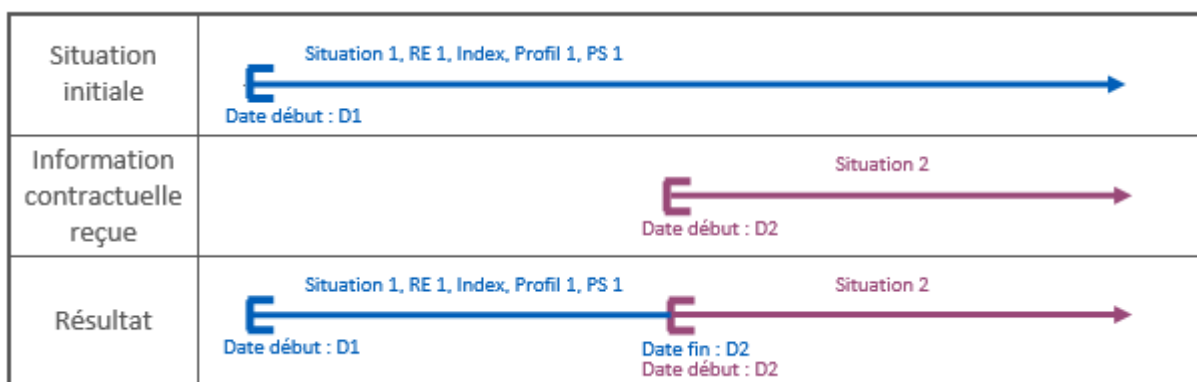 Situation
initiale
Situation 1, RE 1, Index, Profil 1, PS 1
Date début : D1
Information
contractuelle
reçue
Situation 2
Date début : D2
Résultat
Situation 1, RE 1, Index, Profil 1, PS 1
Situation 2
Date début : D1
Date fin : D2
Date début : D2